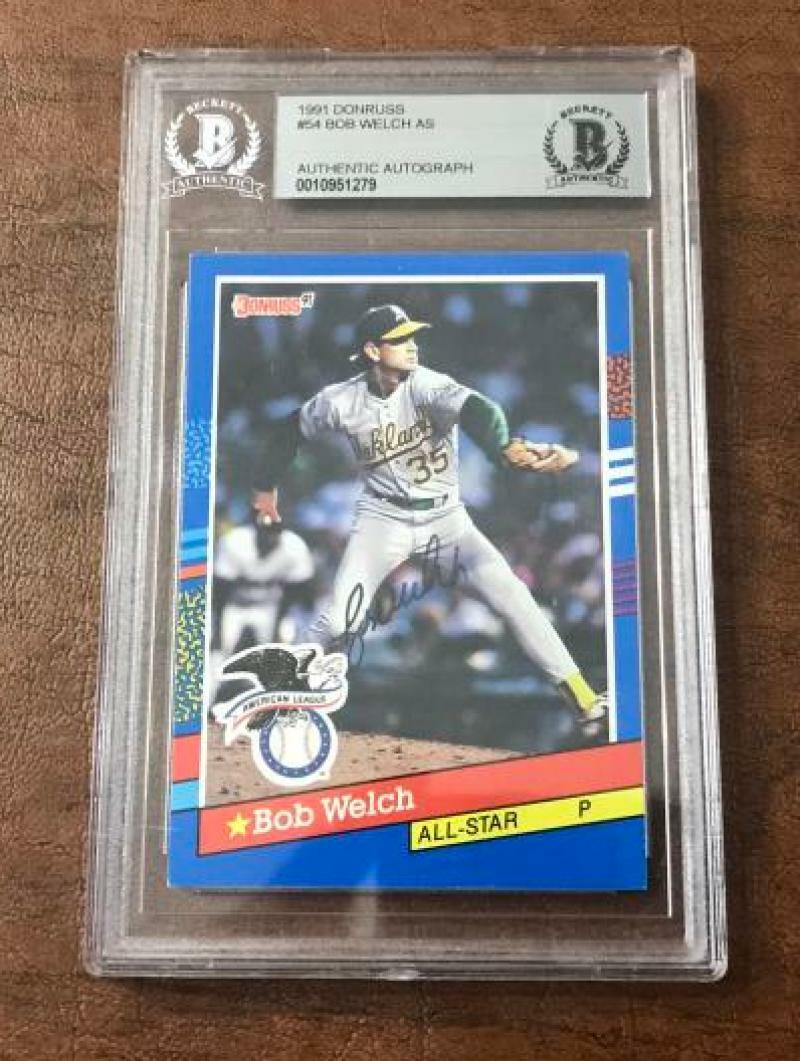 BECKETT
B
AUTHENTIC
1991 DONRUSS
#54 BOB WELCH AS
AUTHENTIC AUTOGRAPH
0010951279
BECKETT
B
AUTHENTIC
DONRUSS 91
Oakland
35
AMERICAN LEAGUE
Bob Welch
ALL-STAR P